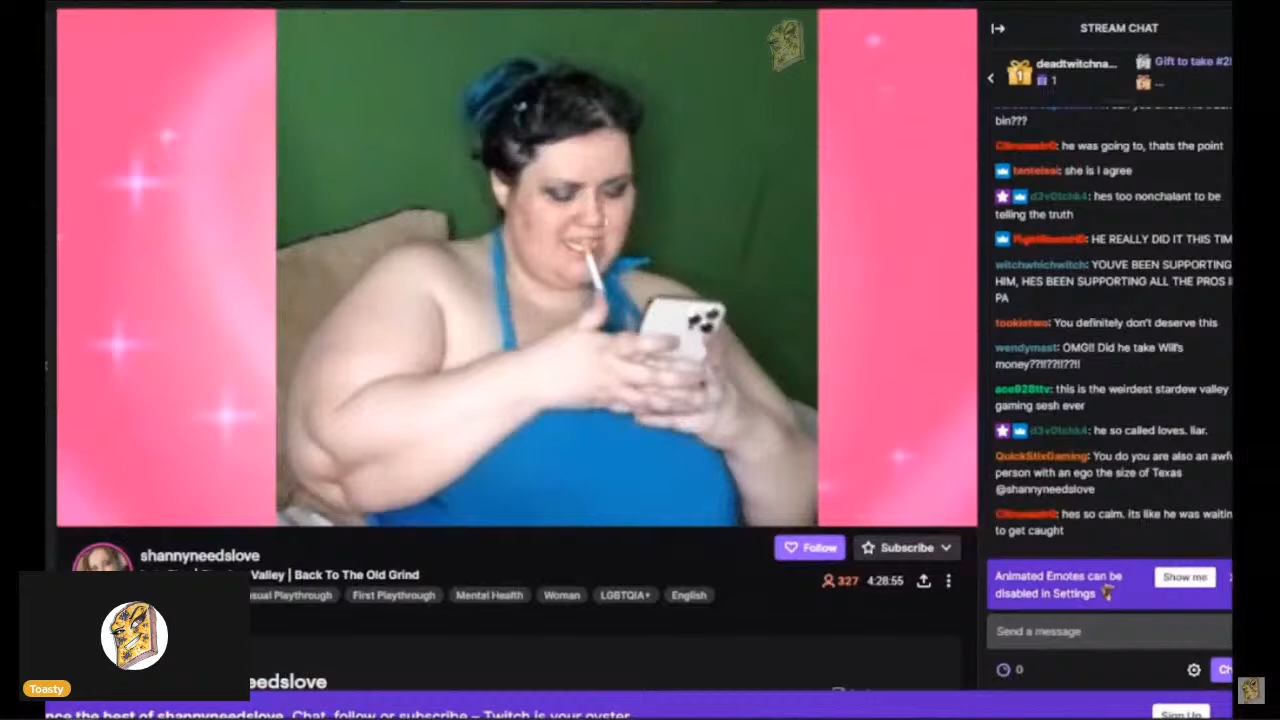 STREAM CHAT
deadtwitchna...
1
Gift to take #2!
...
bin???
he was going to, thats the point
she is I agree
d3v0tchk4: hes too nonchalant to be
telling the truth
HE REALLY DID IT THIS TIM
witchwhichwitch: YOUVE BEEN SUPPORTING
HIM, HES BEEN SUPPORTING ALL THE PROS I
PA
tookietwo: You definitely don't deserve this
wendymast: OMG!! Did he take Will's
money??!!??!!??!!
ace928ttv: this is the weirdest stardew valley
gaming sesh ever
d3v0tchk4: he so called loves. liar.
QuickStixGaming: You do you are also an awfu
person with an ego the size of Texas
@shannyneedslove
hes so calm. its like he was waitin
to get caught
shannyneedslove
Follow
Subscribe
Valley | Back To The Old Grind
327
4:28:55
sual Playthrough
First Playthrough
Mental Health
Woman
LGBTQIA+
English
Animated Emotes can be
disabled in Settings
Show me
Send a message
0
Ch
Toasty
eedslove
nce the best of shannyneedslove. Chat, follow or subscribe – Twitch is your oyster.
Sign Up